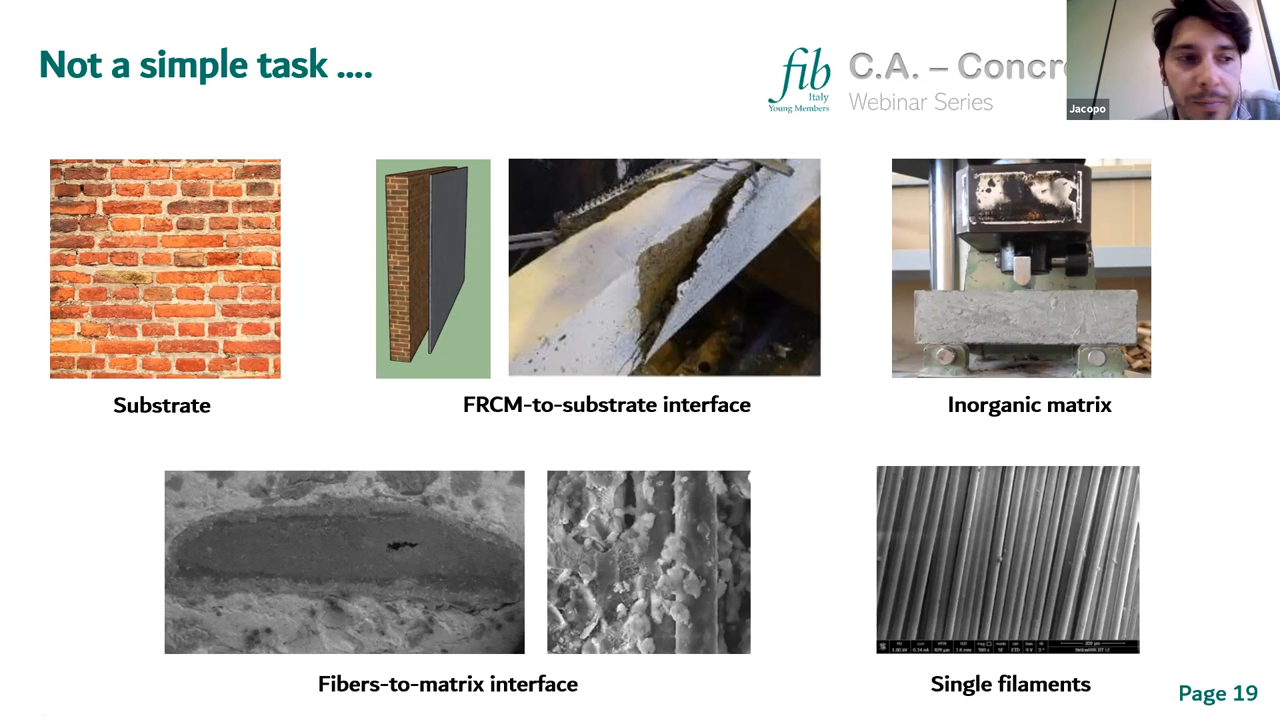 Not a simple task ....
fib
Italy
Young Members
C.A. – Concr
Webinar Series
Jacopo
Substrate
FRCM-to-substrate interface
Inorganic matrix
Fibers-to-matrix interface
Single filaments
Page 19